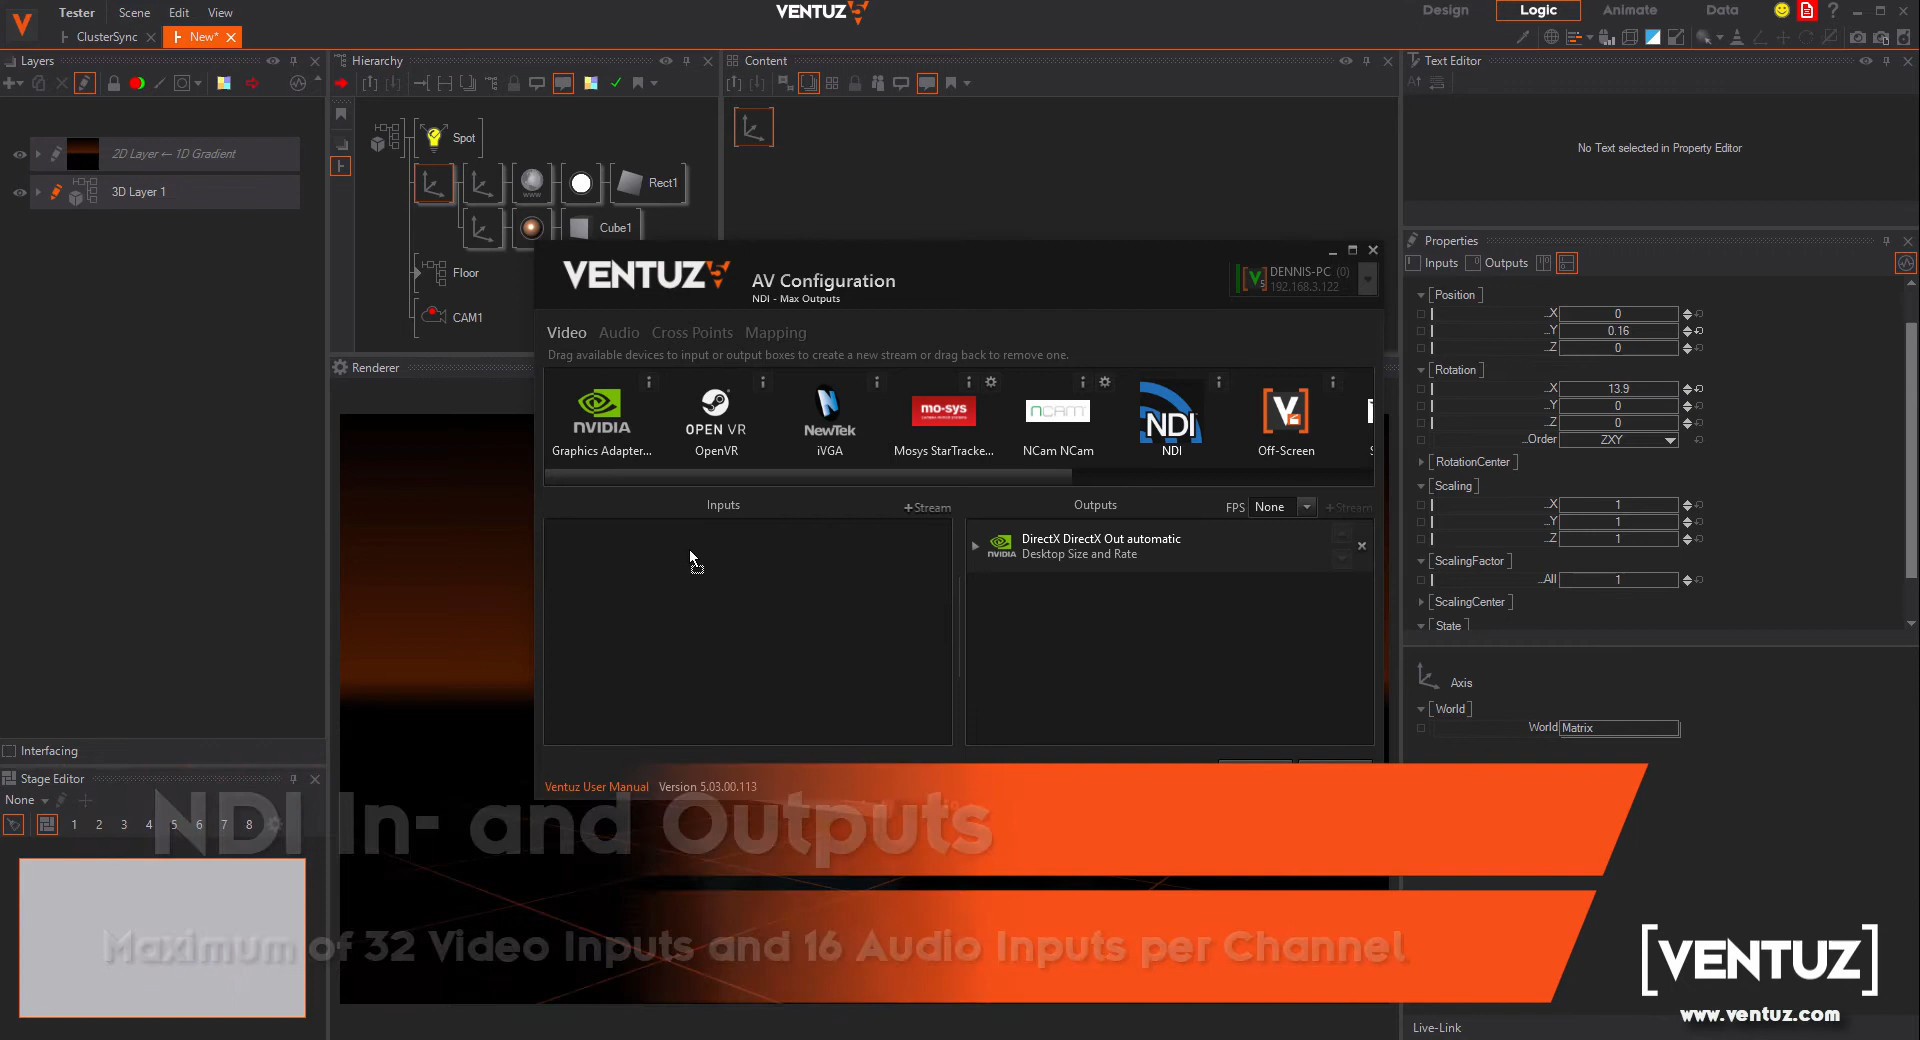 Tester Scene Edit View
VENTUZ 5
Design Logic Animate Data
ClusterSync New*
Layers
2D Layer ← 1D Gradient
3D Layer 1
Hierarchy
Spot
www
Rect1
Cube1
Floor
CAM1
Content
Text Editor
No Text selected in Property Editor
Renderer
VENTUZ 5
AV Configuration
NDI - Max Outputs
DENNIS-PC (0)
192.168.3.122
Video Audio Cross Points Mapping
Drag available devices to input or output boxes to create a new stream or drag back to remove one.
NVIDIA
Graphics Adapter...
OPEN VR
OpenVR
NewTek
iVGA
mo-sys
Mosys StarTracke...
NCAM
NCam NCam
NDI
NDI
Off-Screen
Inputs +Stream Outputs FPS None +Stream
NVIDIA
DirectX DirectX Out automatic
Desktop Size and Rate
Ventuz User Manual Version 5.03.00.113
Properties
Inputs Outputs
Position
...X 0
...Y 0.16
...Z 0
Rotation
...X 13.9
...Y 0
...Z 0
...Order ZXY
RotationCenter
Scaling
...X 1
...Y 1
...Z 1
ScalingFactor
...All 1
ScalingCenter
State
Axis
World
World Matrix
Interfacing
Stage Editor
None
1 2 3 4 5 6 7 8
NDI In- and Outputs
Maximum of 32 Video Inputs and 16 Audio Inputs per Channel
[VENTUZ]
www.ventuz.com
Live-Link